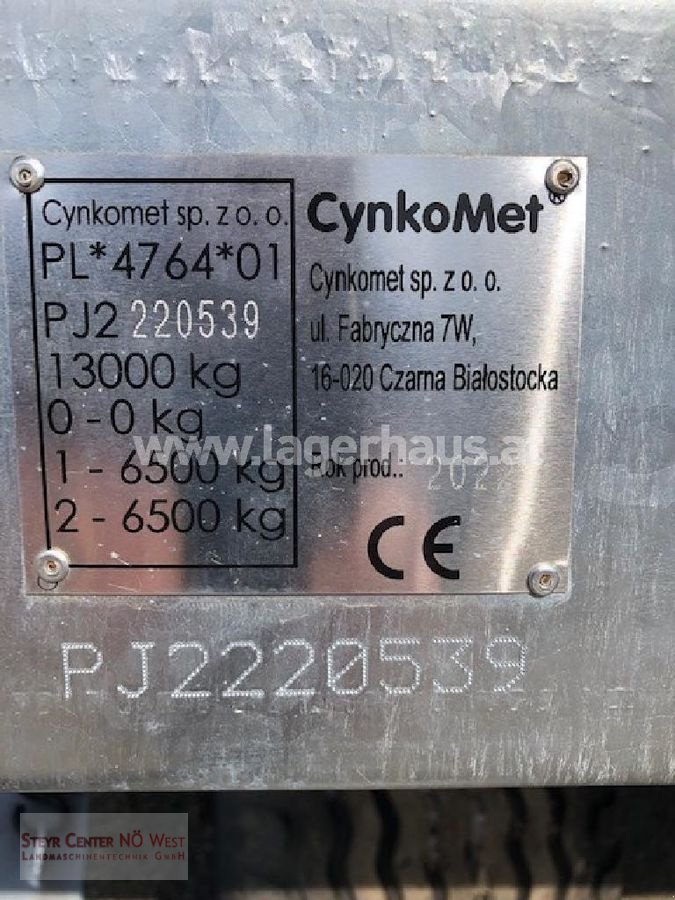 Cynkomet sp. z o. o.
PL*4764*01
PJ2 220539
13000 kg
0 - 0 kg
1 - 6500 kg
2 - 6500 kg
CynkoMet®
Cynkomet sp. z o. o.
ul. Fabryczna 7W,
16-020 Czarna Białostocka
Rok prod.:
CE
www.lagerhaus.at
PJ2220539
STEYR CENTER NÖ WEST
LANDMASCHINENTECHNIK GMBH